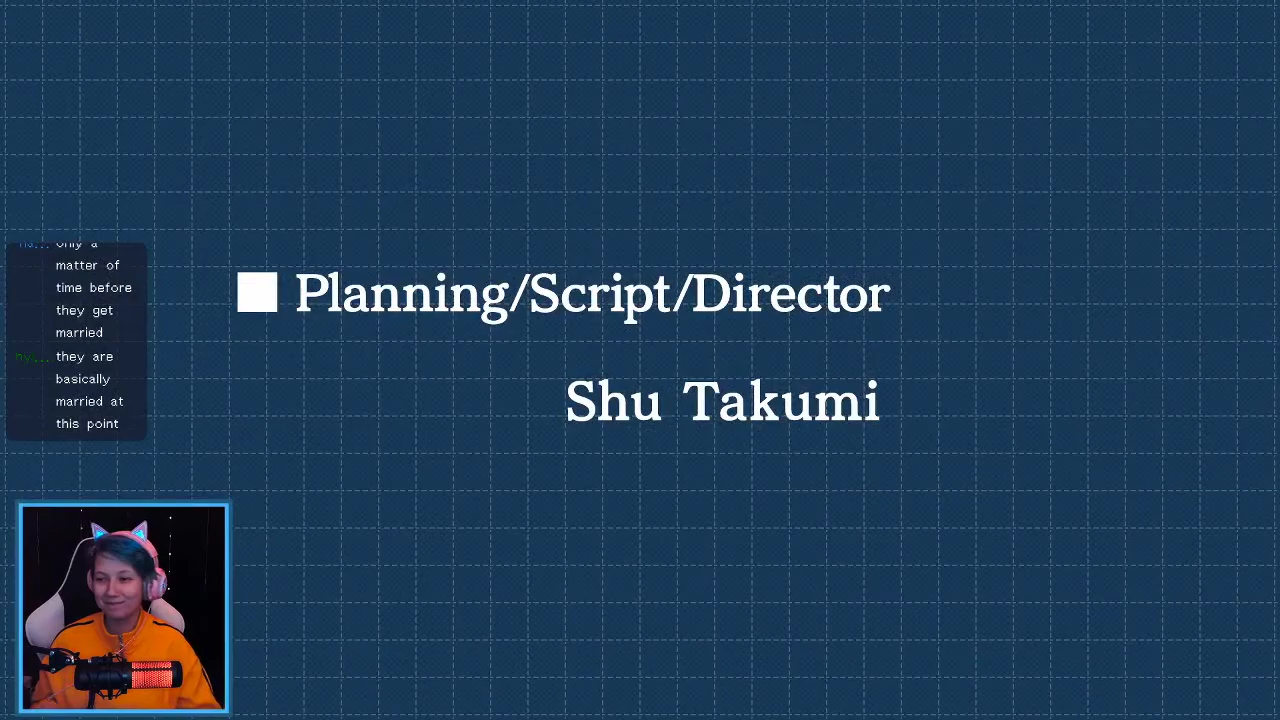 only a
matter of
time before
they get
married
they are
basically
married at
this point
Planning/Script/Director
Shu Takumi